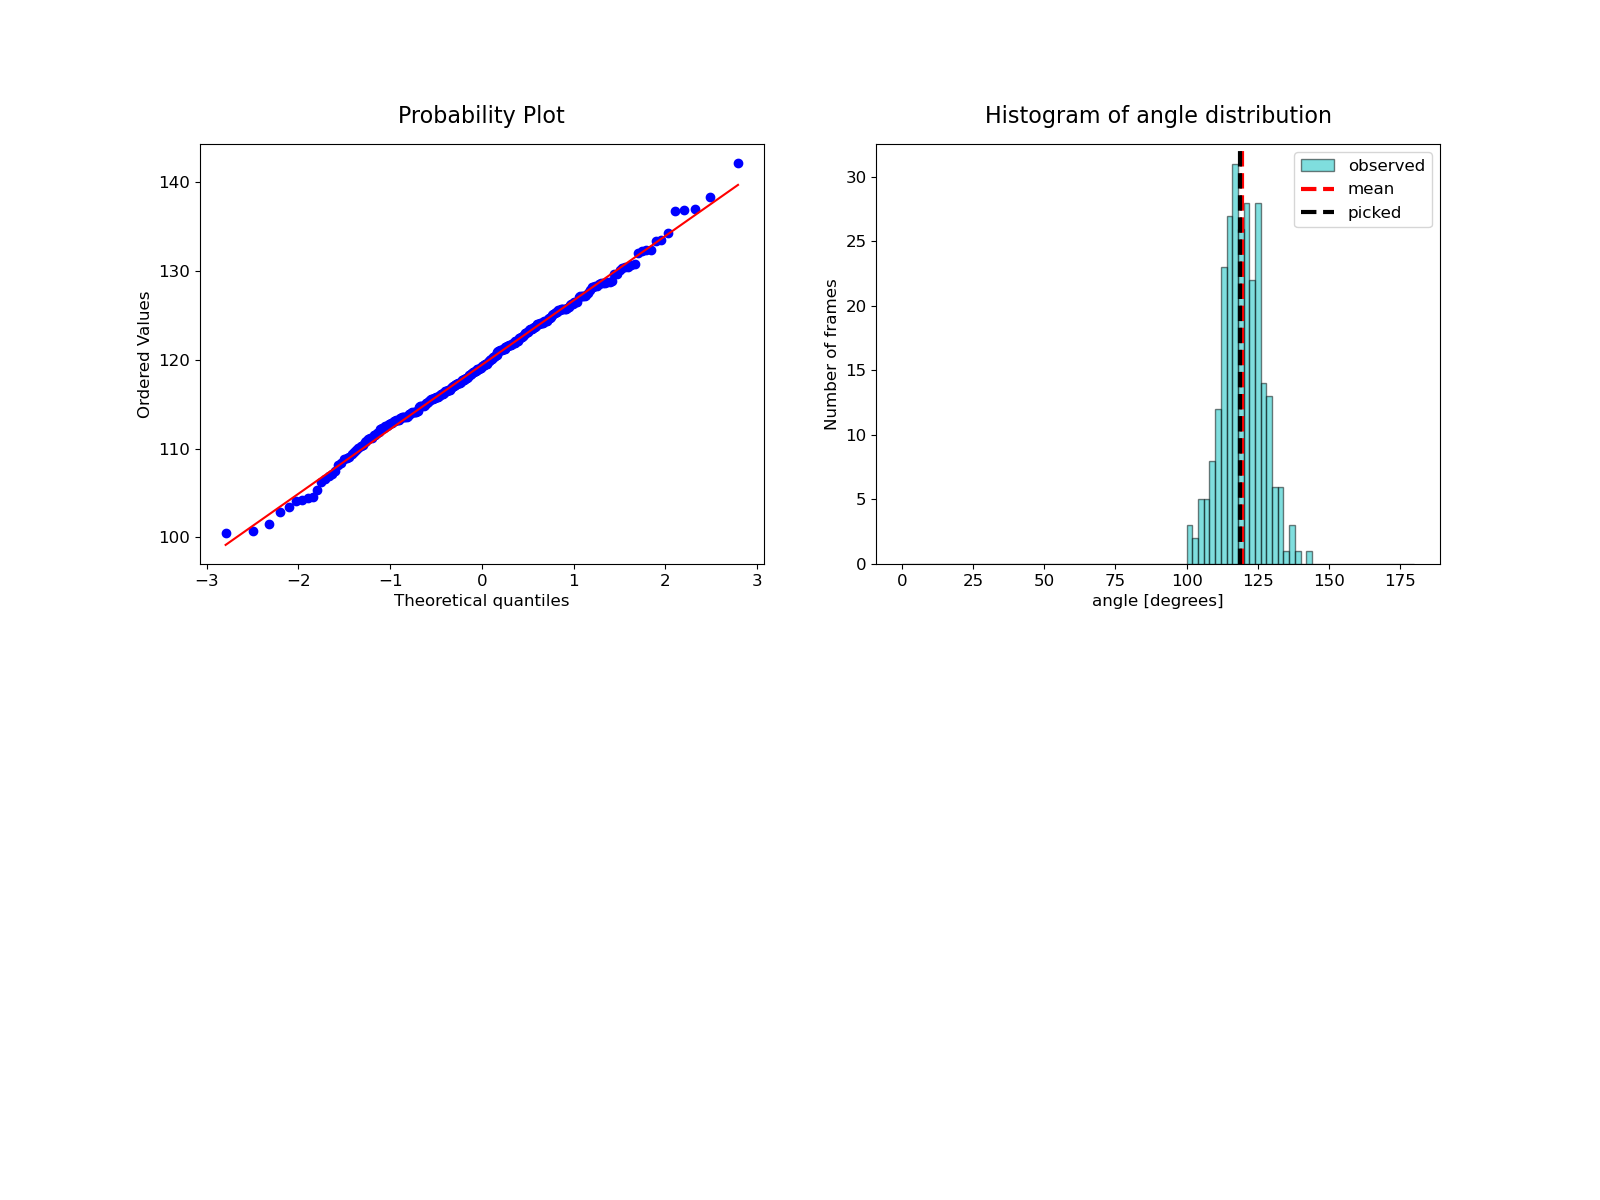 Probability Plot
Ordered Values
140
130
120
110
100
−3 −2 −1 0 1 2 3
Theoretical quantiles
Histogram of angle distribution
Number of frames
30
25
20
15
10
5
0
0 25 50 75 100 125 150 175
angle [degrees]
observed
mean
picked